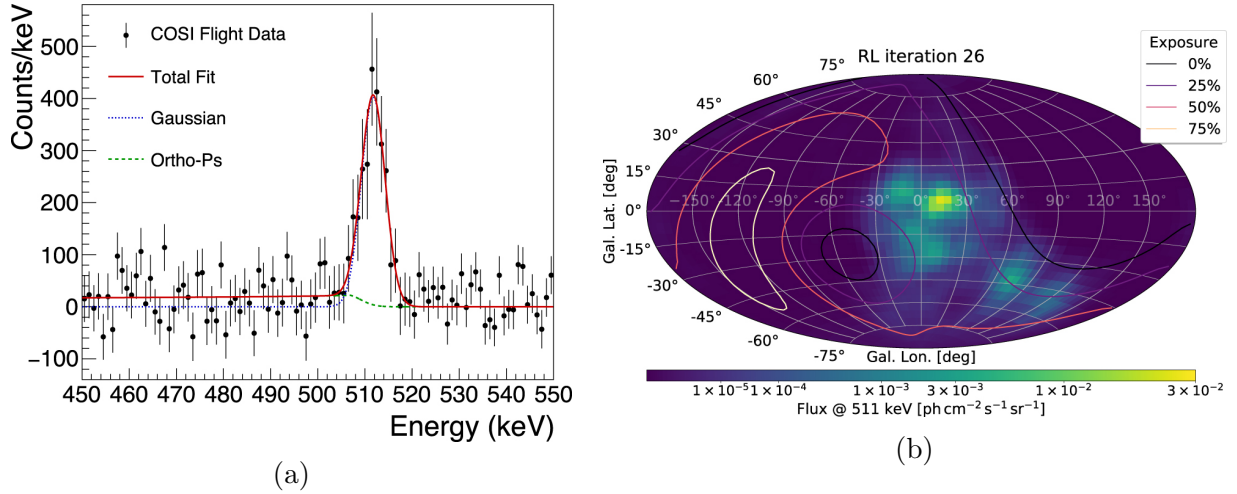 Counts/keV
500
400
300
200
100
0
−100
COSI Flight Data
Total Fit
Gaussian
Ortho-Ps
450 460 470 480 490 500 510 520 530 540 550
Energy (keV)
(a)
RL iteration 26
Exposure
0%
25%
50%
75%
75°
60°
45°
30°
15°
0°
-15°
-30°
-45°
-60°
-75°
Gal. Lat. [deg]
−150° −120° −90° −60° −30° 0° 30° 60° 90° 120° 150°
Gal. Lon. [deg]
1 × 10⁻⁵ 1 × 10⁻⁴ 1 × 10⁻³ 3 × 10⁻³ 1 × 10⁻² 3 × 10⁻²
Flux @ 511 keV [ph cm⁻² s⁻¹ sr⁻¹]
(b)